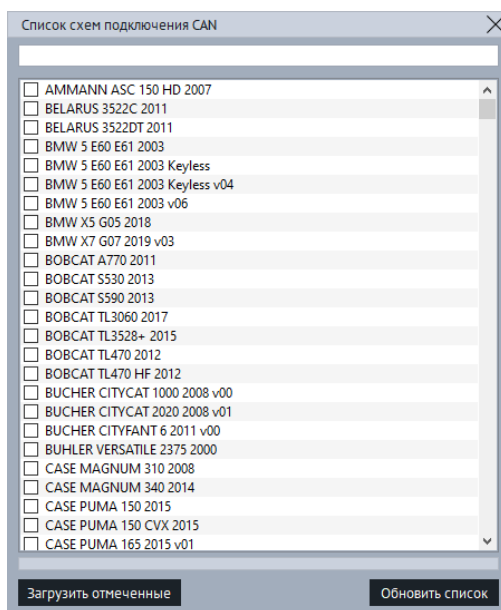 Список схем подключения CAN
AMMANN ASC 150 HD 2007
BELARUS 3522C 2011
BELARUS 3522DT 2011
BMW 5 E60 E61 2003
BMW 5 E60 E61 2003 Keyless
BMW 5 E60 E61 2003 Keyless v04
BMW 5 E60 E61 2003 v06
BMW X5 G05 2018
BMW X7 G07 2019 v03
BOBCAT A770 2011
BOBCAT S530 2013
BOBCAT S590 2013
BOBCAT TL3060 2017
BOBCAT TL3528+ 2015
BOBCAT TL470 2012
BOBCAT TL470 HF 2012
BUCHER CITYCAT 1000 2008 v00
BUCHER CITYCAT 2020 2008 v01
BUCHER CITYFANT 6 2011 v00
BUHLER VERSATILE 2375 2000
CASE MAGNUM 310 2008
CASE MAGNUM 340 2014
CASE PUMA 150 2015
CASE PUMA 150 CVX 2015
CASE PUMA 165 2015 v01
Загрузить отмеченные
Обновить список